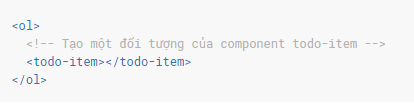 <ol>
  <!-- Tạo một đối tượng của component todo-item -->
  <todo-item></todo-item>
</ol>